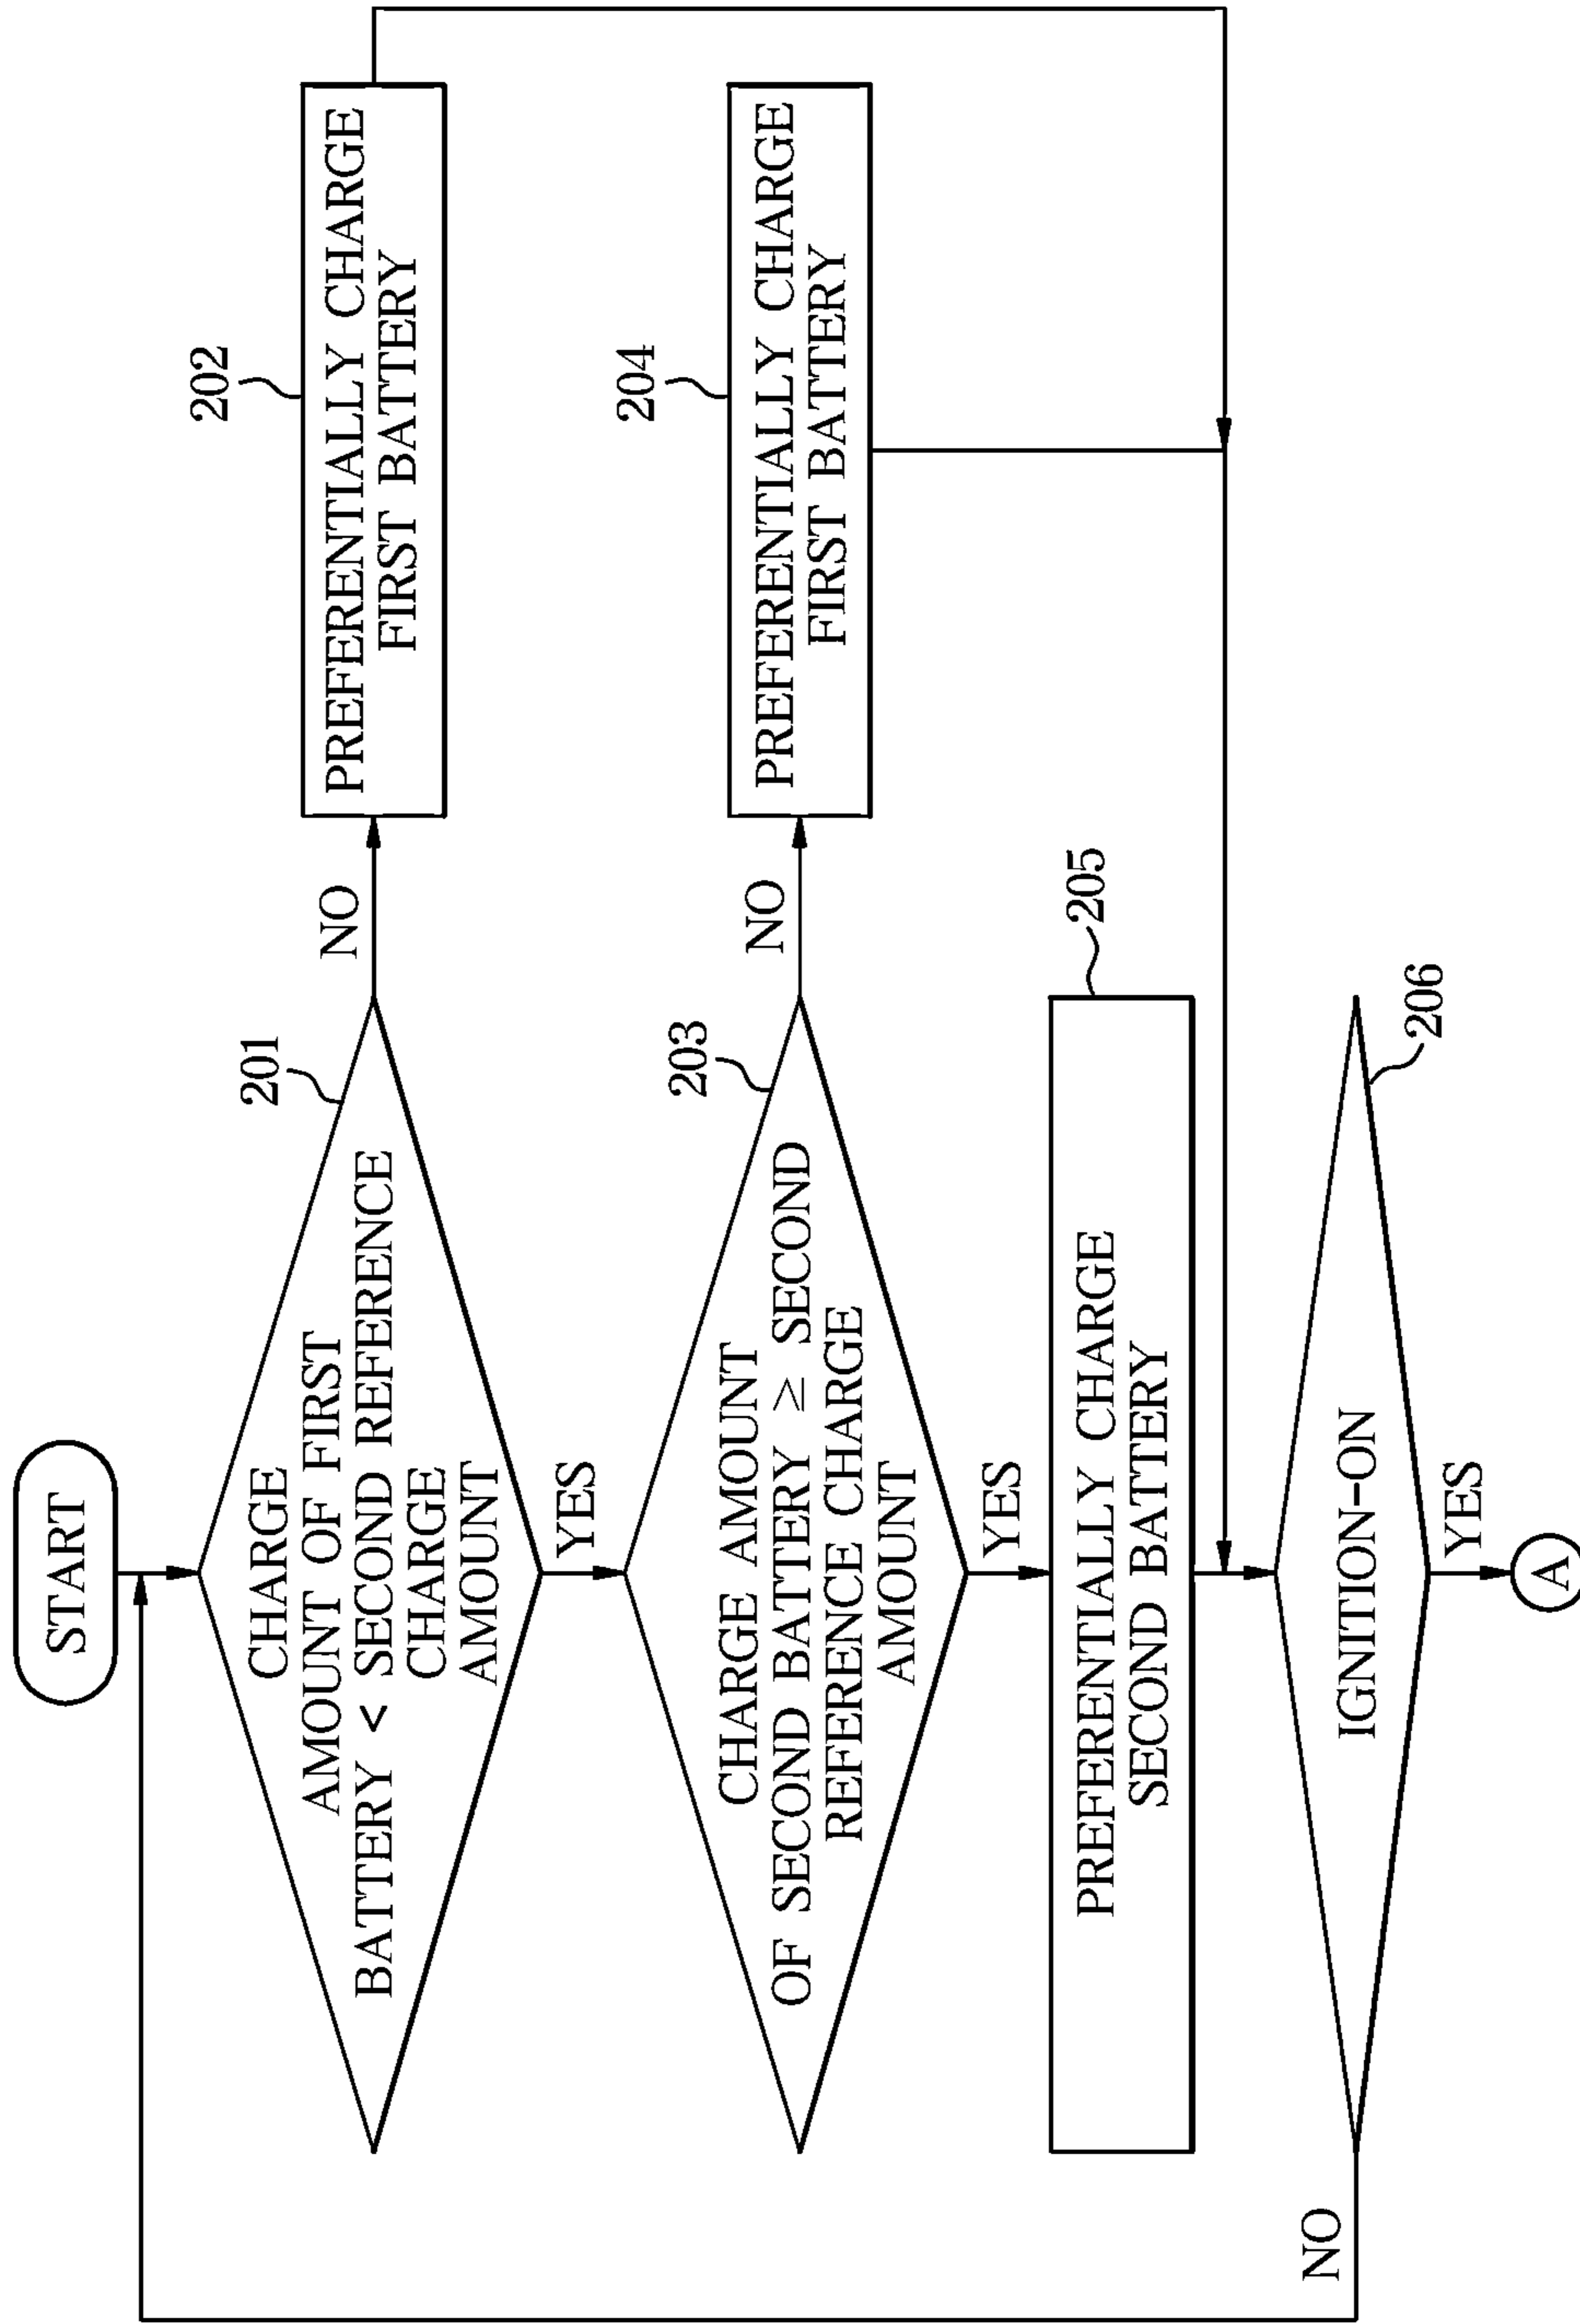 START
201
CHARGE
AMOUNT OF FIRST
BATTERY < SECOND REFERENCE
CHARGE
AMOUNT
NO
202
PREFERENTIALLY CHARGE
FIRST BATTERY
YES
203
CHARGE AMOUNT
OF SECOND BATTERY ≥ SECOND
REFERENCE CHARGE
AMOUNT
NO
204
PREFERENTIALLY CHARGE
FIRST BATTERY
YES
205
PREFERENTIALLY CHARGE
SECOND BATTERY
NO
IGNITION-ON
206
YES
A